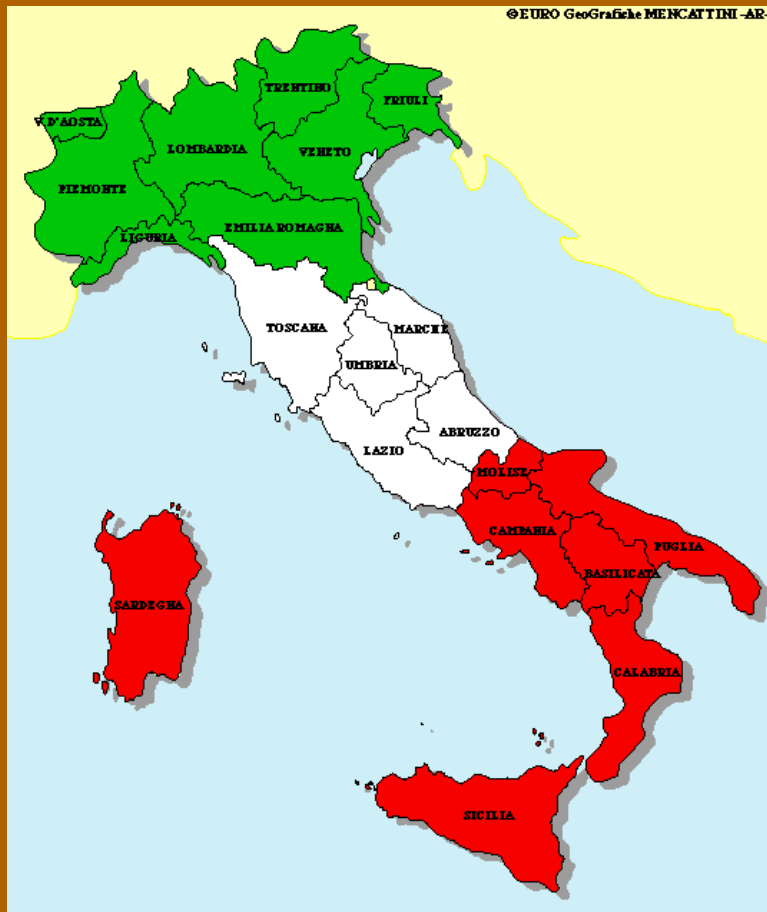 ©EURO GeoGrafiche MENCATTINI -AR-
TRENTINO
FRIULI
V D'AOSTA
LOMBARDIA
VENETO
PIEMONTE
EMILIA ROMAGNA
LIGURIA
TOSCANA
MARCHE
UMBRIA
ABRUZZO
LAZIO
MOLISE
CAMPANIA
PUGLIA
BASILICATA
SARDEGNA
CALABRIA
SICILIA